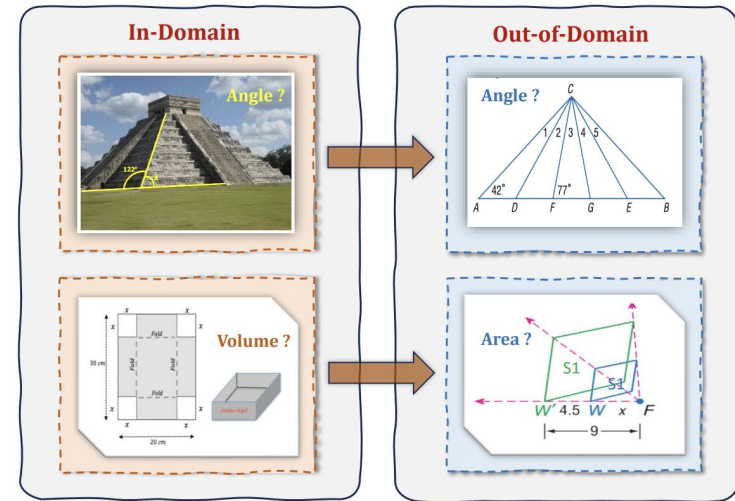 In-Domain
Angle ?
122°
x
Out-of-Domain
Angle ?
C
1 2 3 4 5
42° 77°
A D F G E B
Volume ?
x x
x x
Fold
30 cm
Fold Fold
Fold
x x
x x
20 cm
Area ?
S1
S1
W' 4.5 W x F
9